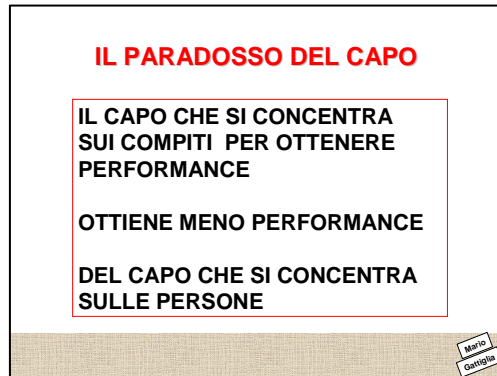 IL PARADOSSO DEL CAPO
IL CAPO CHE SI CONCENTRA
SUI COMPITI PER OTTENERE
PERFORMANCE
OTTIENE MENO PERFORMANCE
DEL CAPO CHE SI CONCENTRA
SULLE PERSONE
Mario
Gattiglia